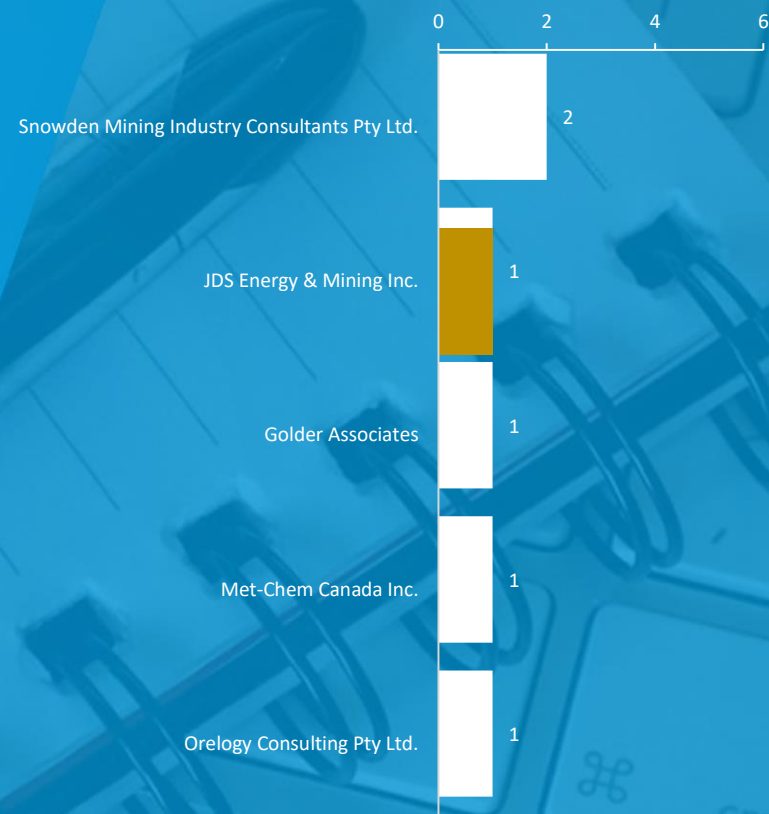 0 2 4 6
Snowden Mining Industry Consultants Pty Ltd. 2
JDS Energy & Mining Inc. 1
Golder Associates 1
Met-Chem Canada Inc. 1
Orelogy Consulting Pty Ltd. 1
⌘